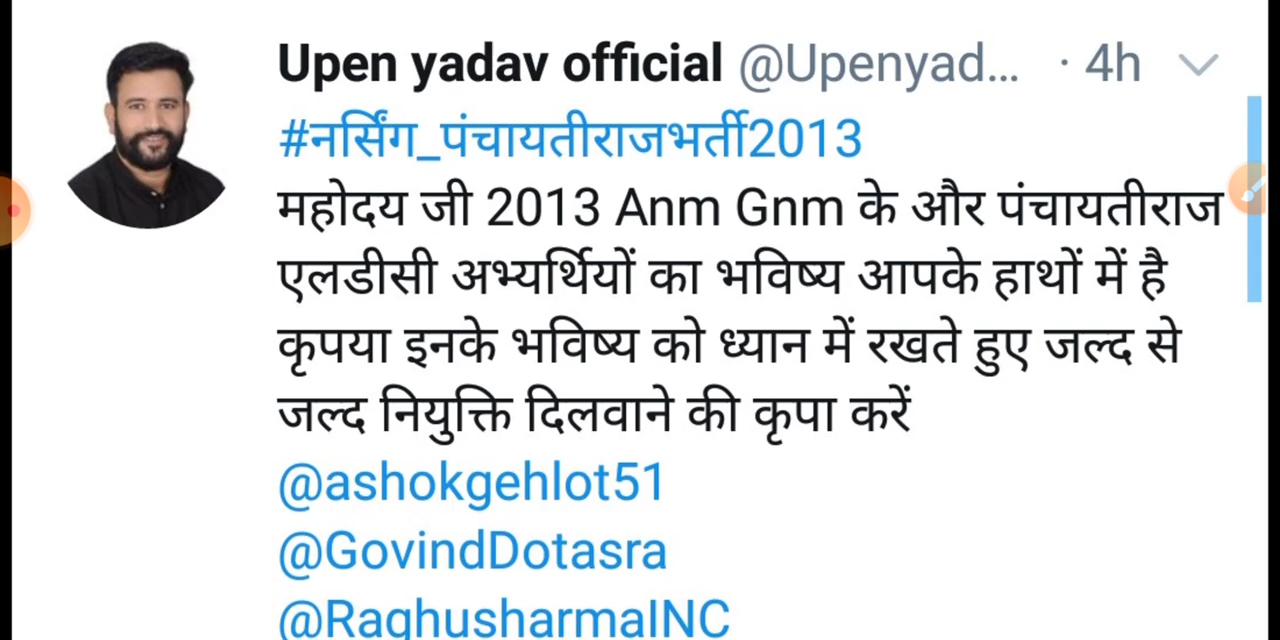 Upen yadav official @Upenyad... · 4h
#नर्सिंग_पंचायतीराजभर्ती2013
महोदय जी 2013 Anm Gnm के और पंचायतीराज
एलडीसी अभ्यर्थियों का भविष्य आपके हाथों में है
कृपया इनके भविष्य को ध्यान में रखते हुए जल्द से
जल्द नियुक्ति दिलवाने की कृपा करें
@ashokgehlot51
@GovindDotasra
@RaghusharmaINC